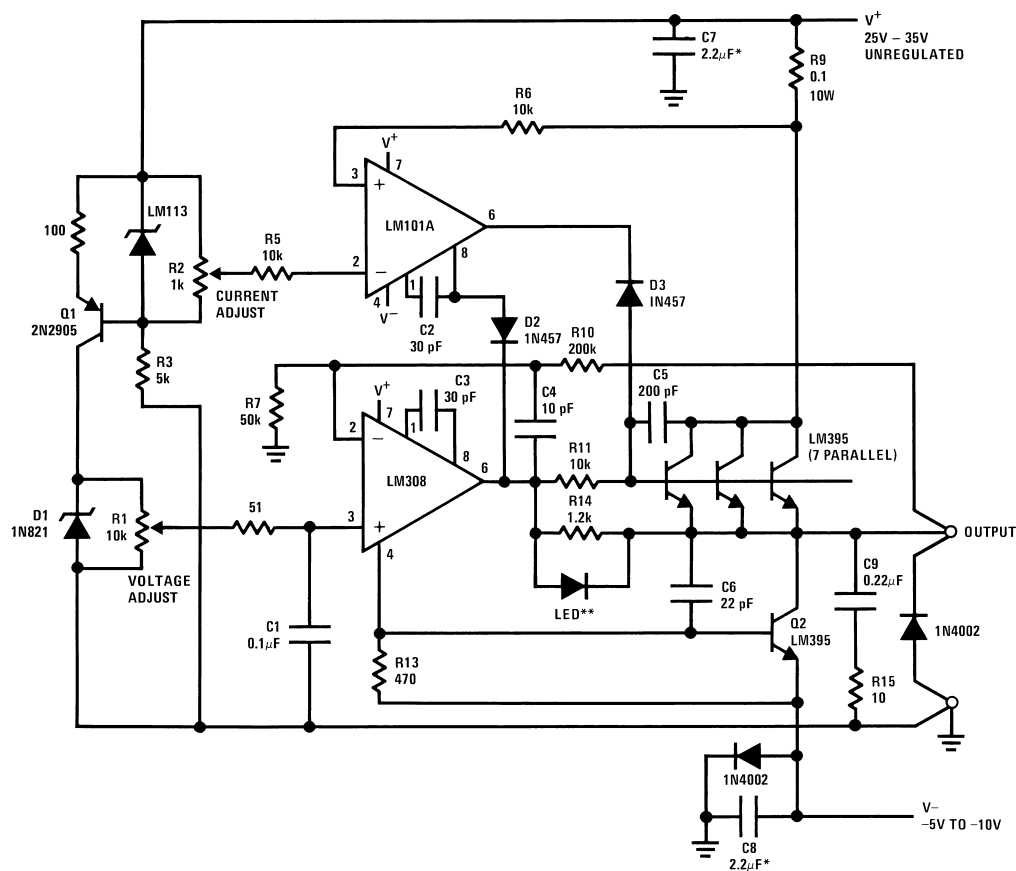 V+
25V – 35V
UNREGULATED
C7
2.2μF*
R9
0.1
10W
R6
10k
V+
7
3
+
LM101A
6
2
–
8
1
4
V–
C2
30 pF
100
LM113
R2
1k
R5
10k
CURRENT
ADJUST
Q1
2N2905
R3
5k
D2
1N457
D3
IN457
R10
200k
R7
50k
V+
7
C3
30 pF
1
8
2
–
LM308
6
3
+
4
C4
10 pF
C5
200 pF
R11
10k
R14
1.2k
LED**
LM395
(7 PARALLEL)
D1
1N821
R1
10k
VOLTAGE
ADJUST
51
C1
0.1μF
OUTPUT
C9
0.22μF
C6
22 pF
Q2
LM395
1N4002
R13
470
R15
10
1N4002
V–
–5V TO –10V
C8
2.2μF*